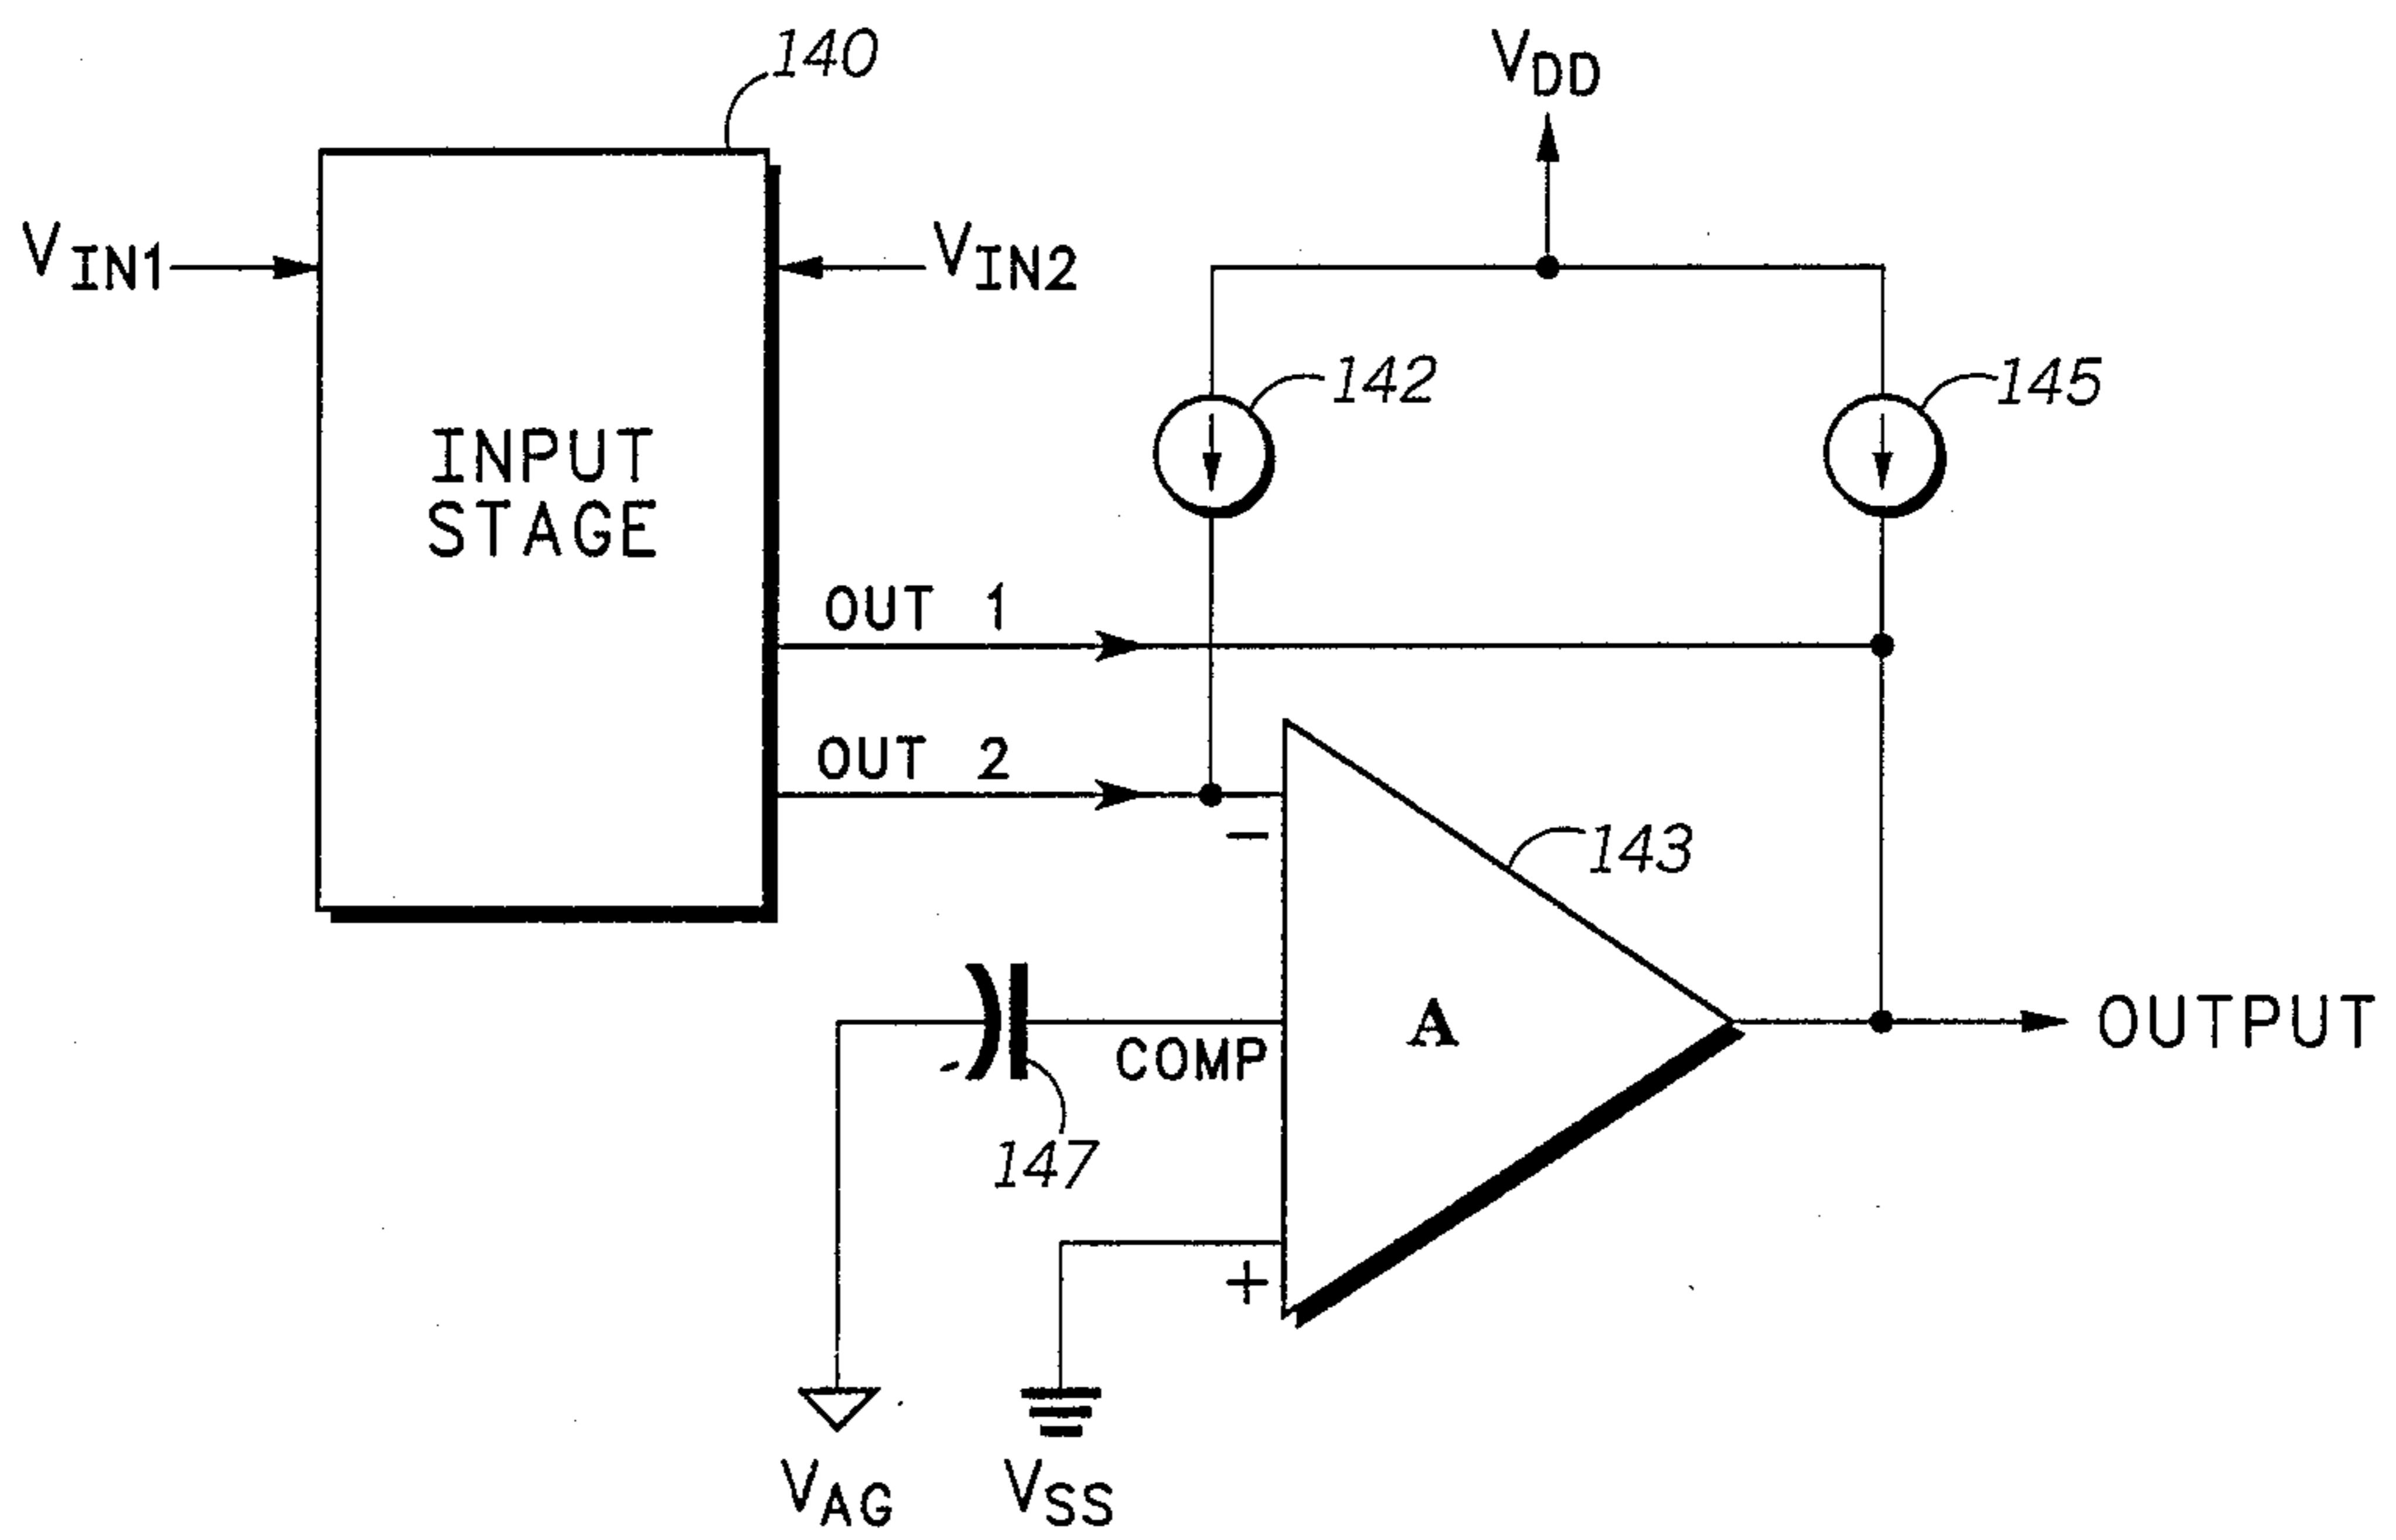 140
VDD
VIN1
VIN2
142
145
INPUT
STAGE
OUT 1
OUT 2
−
143
A
OUTPUT
COMP
147
+
VAG
VSS